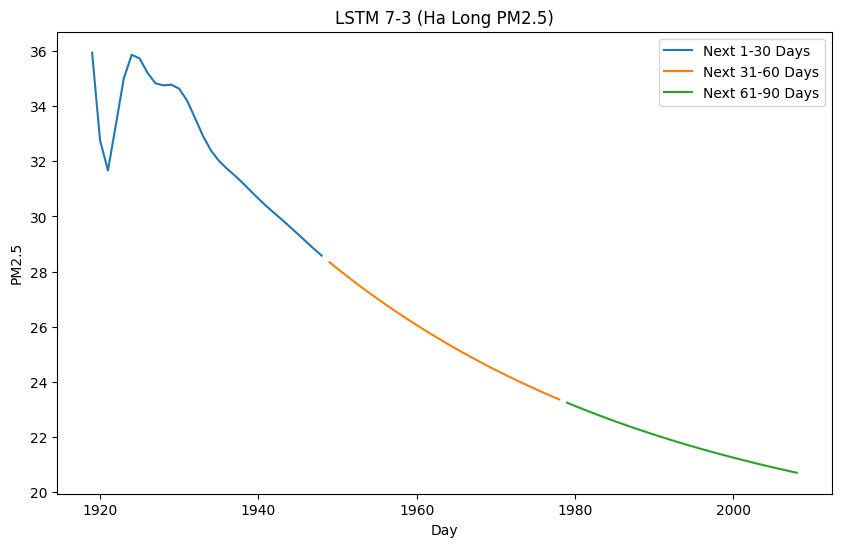 LSTM 7-3 (Ha Long PM2.5)
Next 1-30 Days
Next 31-60 Days
Next 61-90 Days
PM2.5
36
34
32
30
28
26
24
22
20
1920
1940
1960
1980
2000
Day